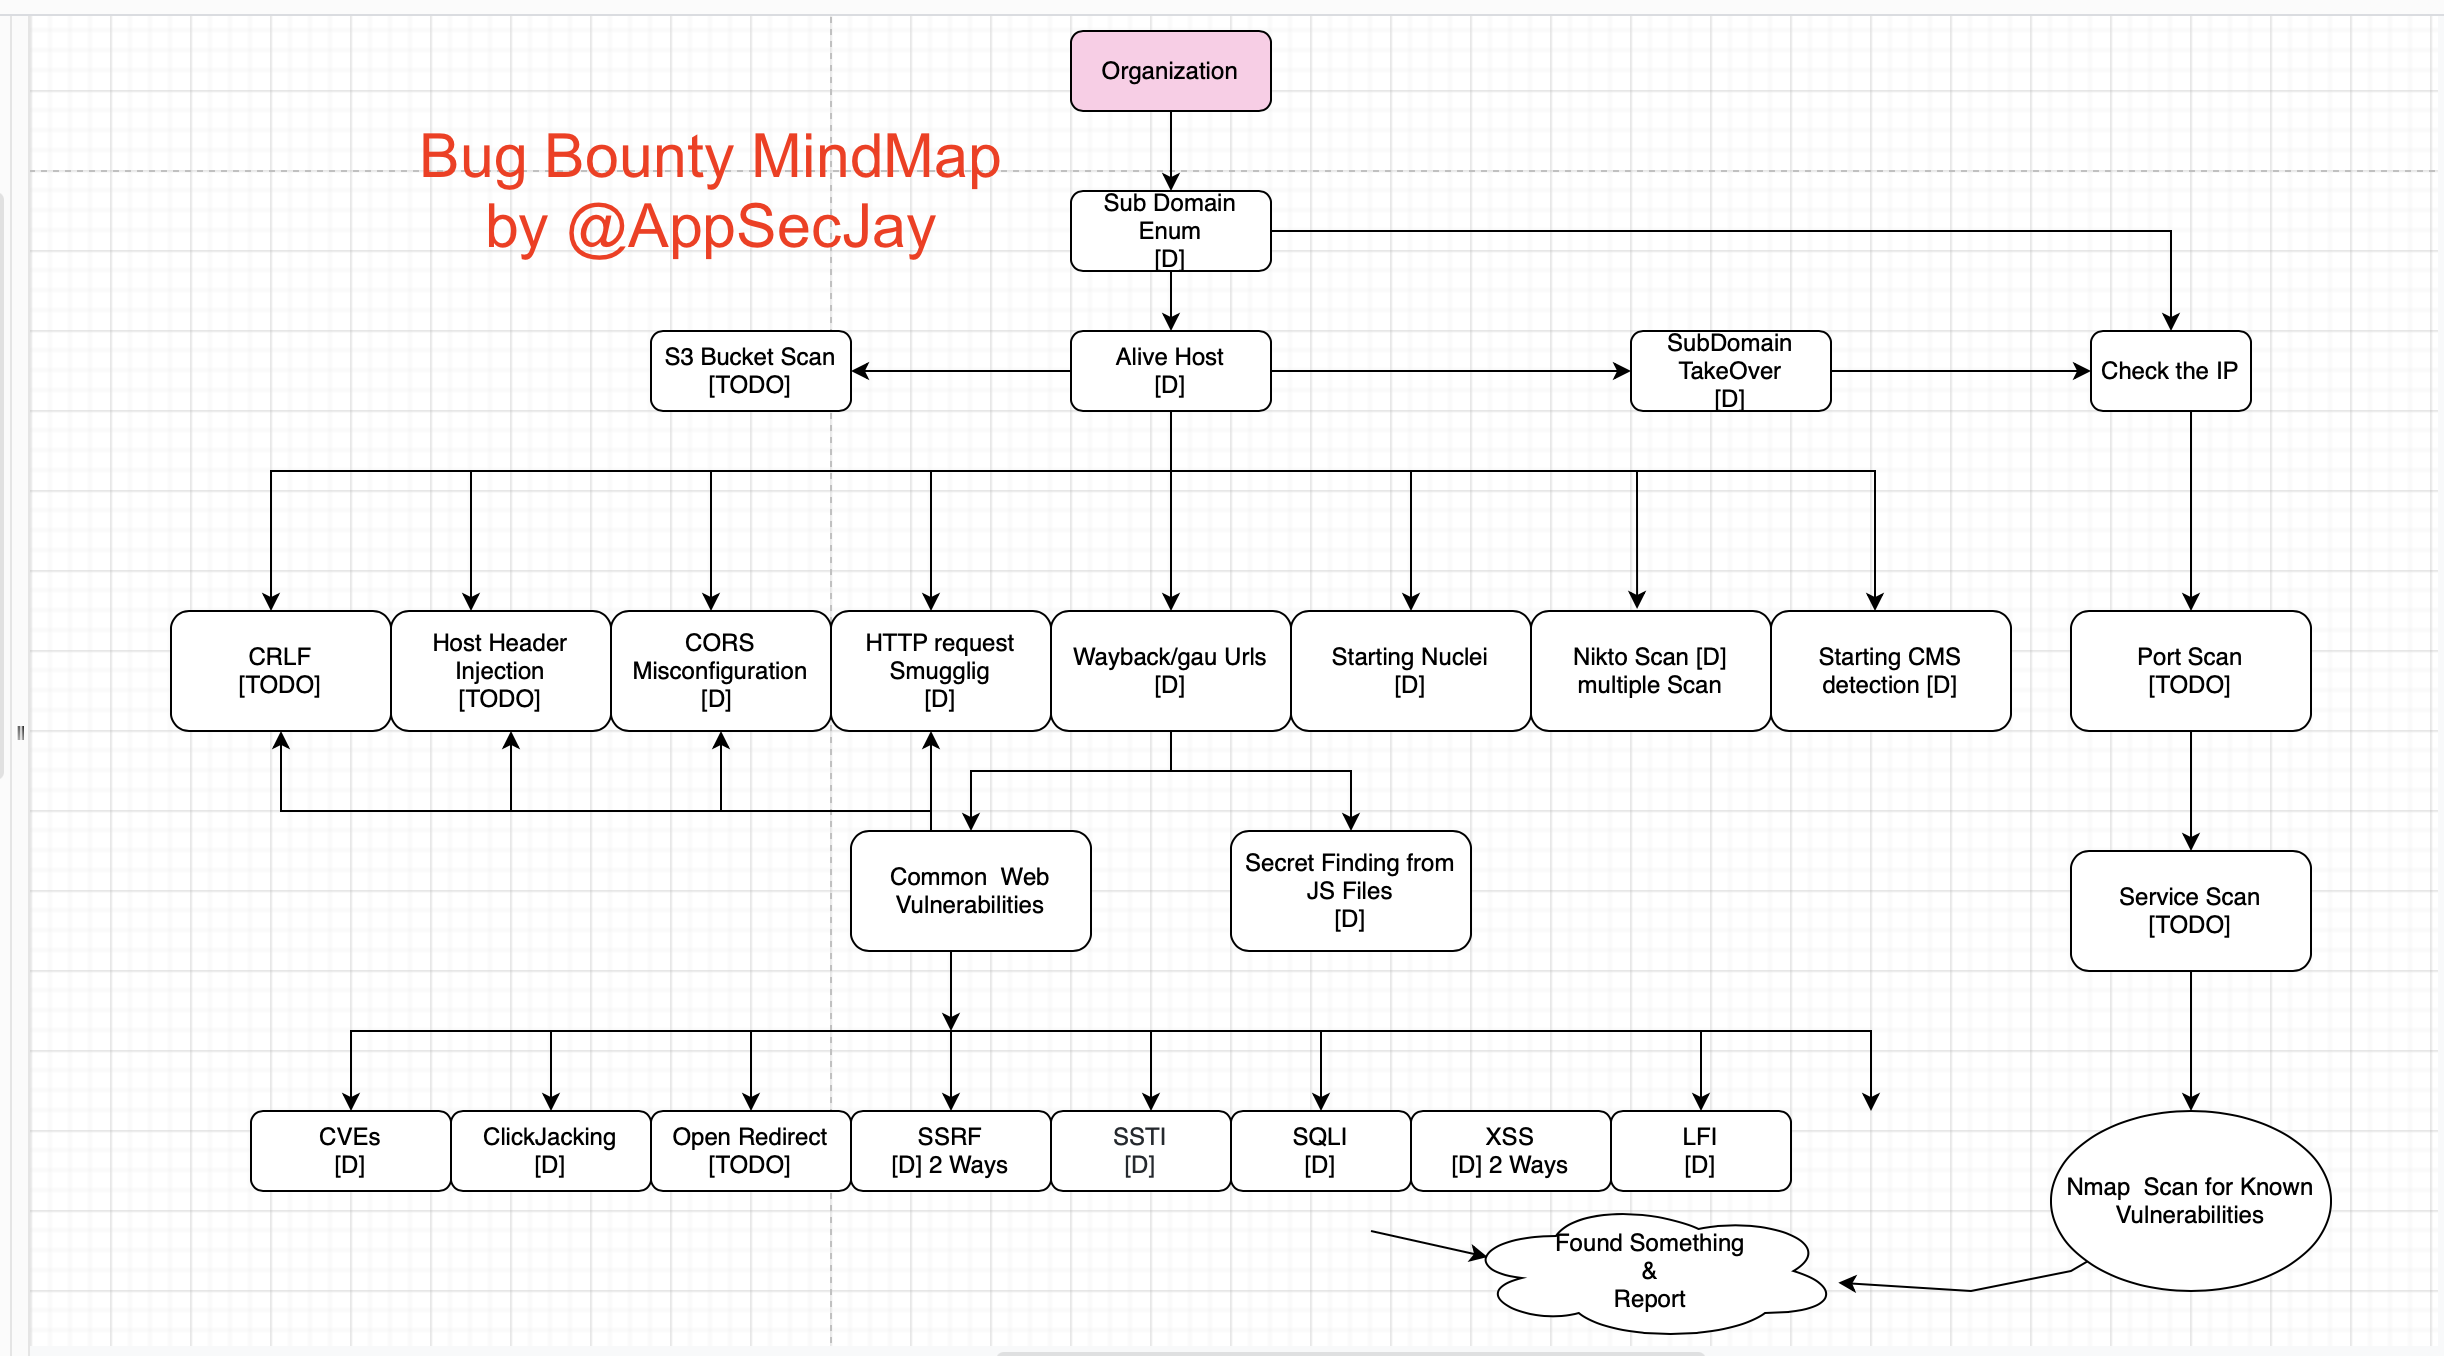 Organization
Bug Bounty MindMap
by @AppSecJay
Sub Domain
Enum
[D]
S3 Bucket Scan
[TODO]
Alive Host
[D]
SubDomain
TakeOver
[D]
Check the IP
CRLF
[TODO]
Host Header
Injection
[TODO]
CORS
Misconfiguration
[D]
HTTP request
Smugglig
[D]
Wayback/gau Urls
[D]
Starting Nuclei
[D]
Nikto Scan [D]
multiple Scan
Starting CMS
detection [D]
Port Scan
[TODO]
Common  Web
Vulnerabilities
Secret Finding from
JS Files
[D]
Service Scan
[TODO]
CVEs
[D]
ClickJacking
[D]
Open Redirect
[TODO]
SSRF
[D] 2 Ways
SSTI
[D]
SQLI
[D]
XSS
[D] 2 Ways
LFI
[D]
Nmap  Scan for Known
Vulnerabilities
Found Something
&
Report